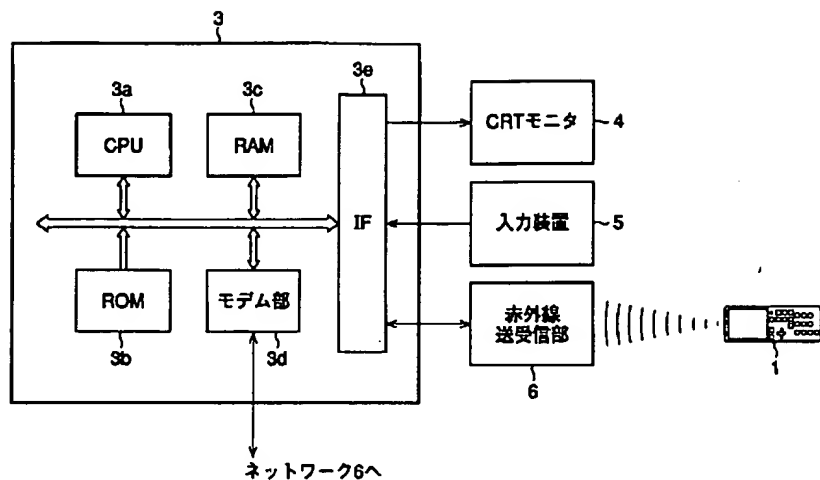 3
3e
3a
3c
CPU
RAM
CRTモニタ
4
IF
入力装置
5
ROM
モデム部
赤外線
送受信部
3b
3d
6
1
ネットワーク6へ